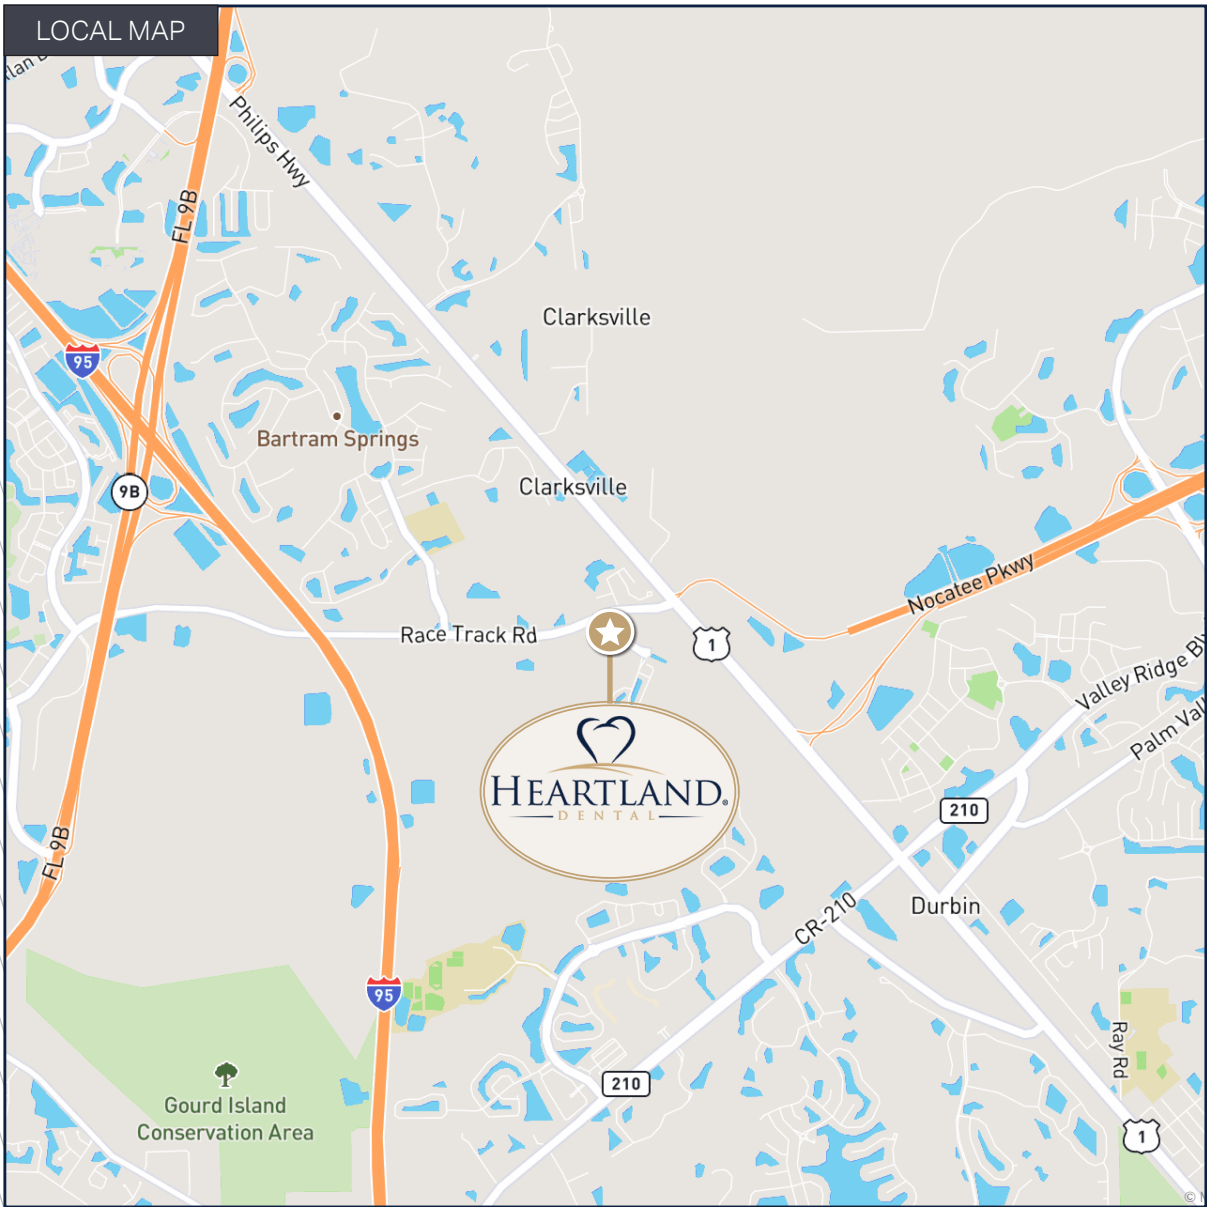 LOCAL MAP
Philips Hwy
FL 9B
Clarksville
95
Bartram Springs
Clarksville
9B
Nocatee Pkwy
Race Track Rd
1
Valley Ridge
Palm
HEARTLAND®
DENTAL
210
FL 9B
CR-210
Durbin
95
Ray Rd
210
Gourd Island
Conservation Area
1
©